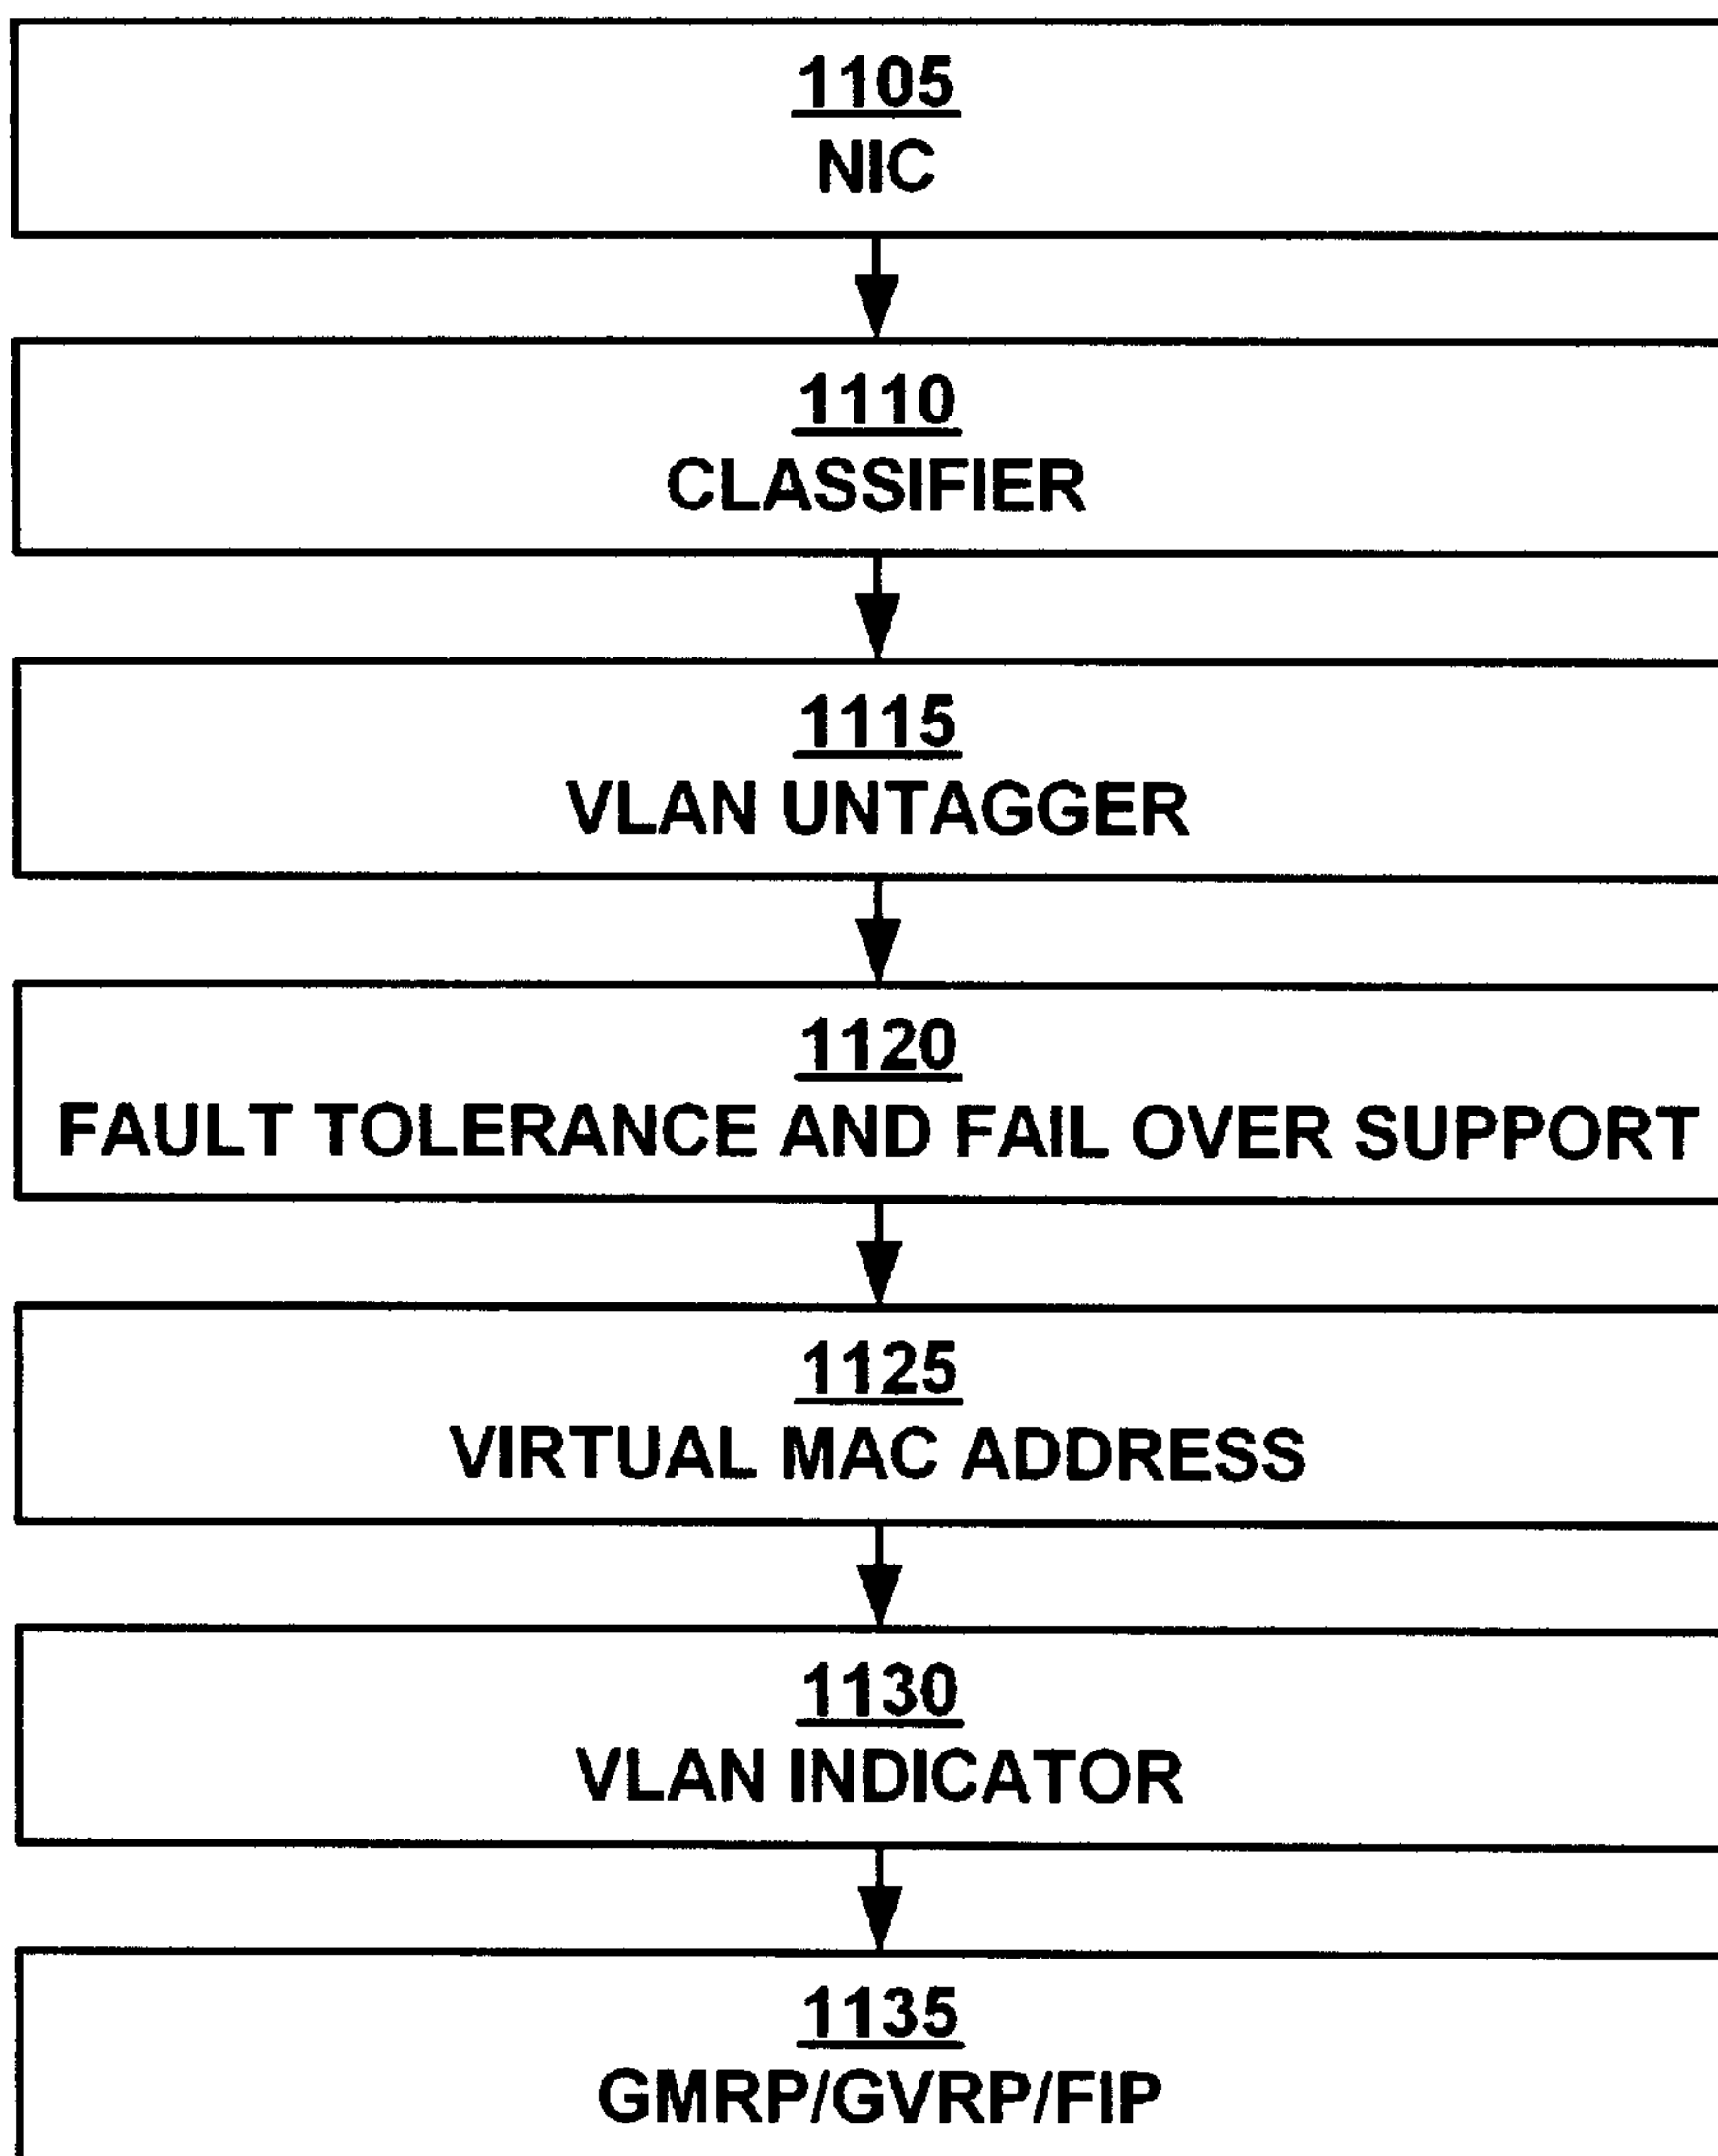 1105
NIC
1110
CLASSIFIER
1115
VLAN UNTAGGER
1120
FAULT TOLERANCE AND FAIL OVER SUPPORT
1125
VIRTUAL MAC ADDRESS
1130
VLAN INDICATOR
1135
GMRP/GVRP/FIP